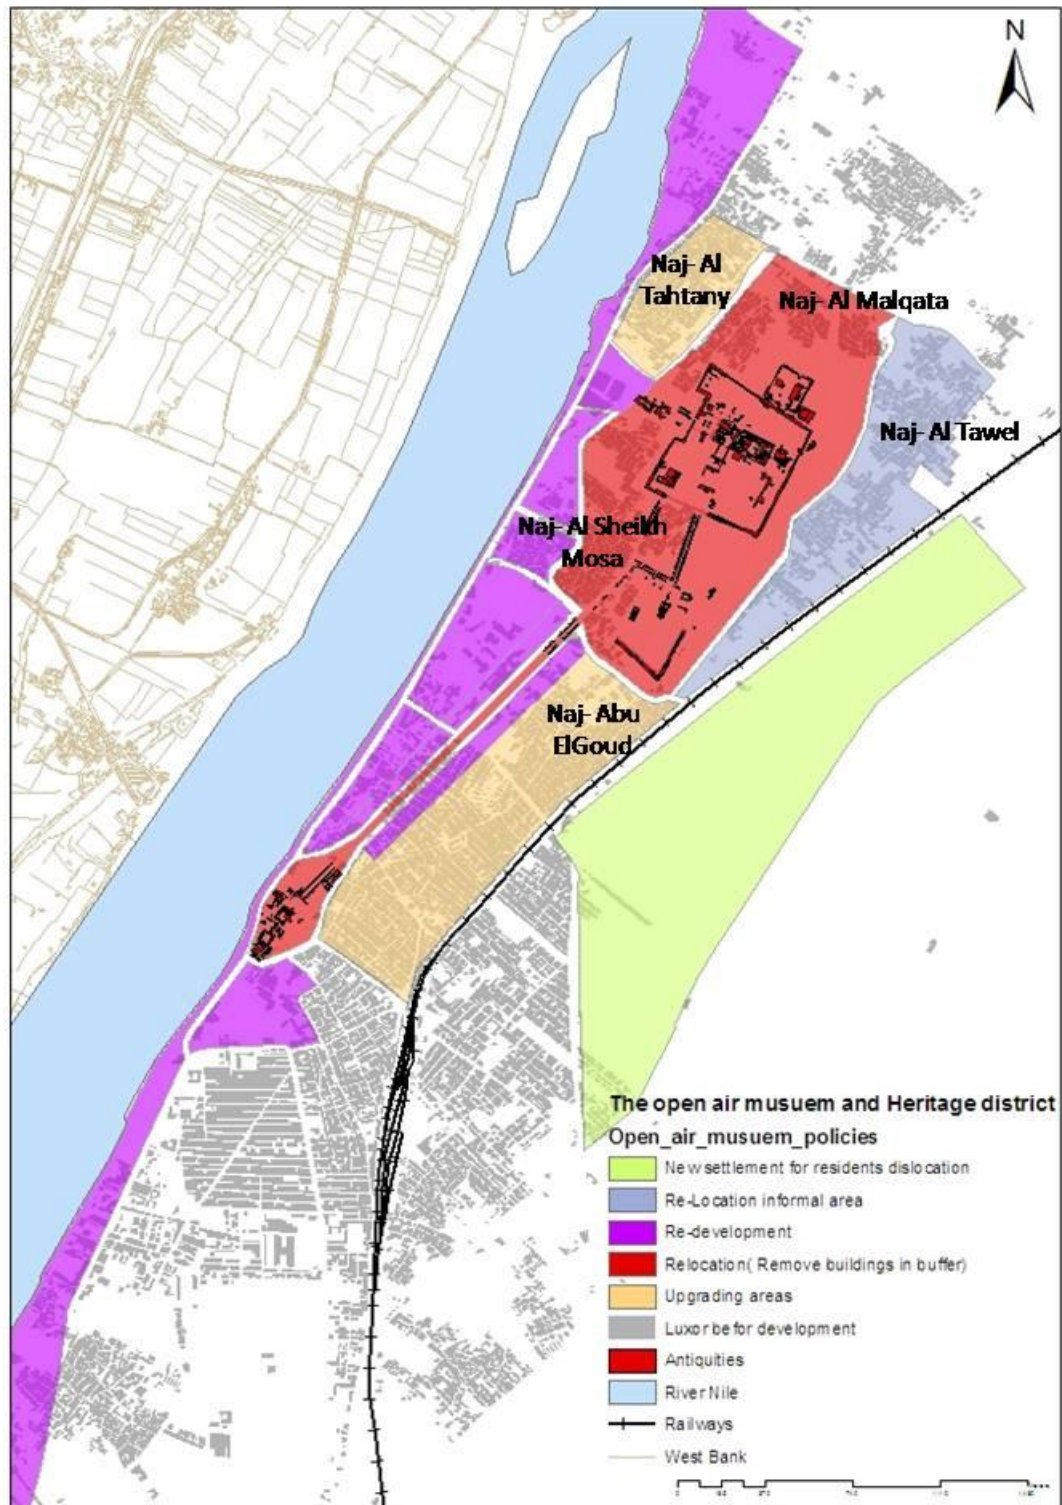 N
Naj- Al
Tahtany
Naj- Al Malqata
Naj- Al Tawel
Naj- Al Sheikh
Mosa
Naj- Abu
ElGoud
The open air musuem and Heritage district
Open_air_musuem_policies
New settlement for residents dislocation
Re-Location informal area
Re-development
Relocation( Remove buildings in buffer)
Upgrading areas
Luxor befor development
Antiquities
River Nile
Railways
West Bank